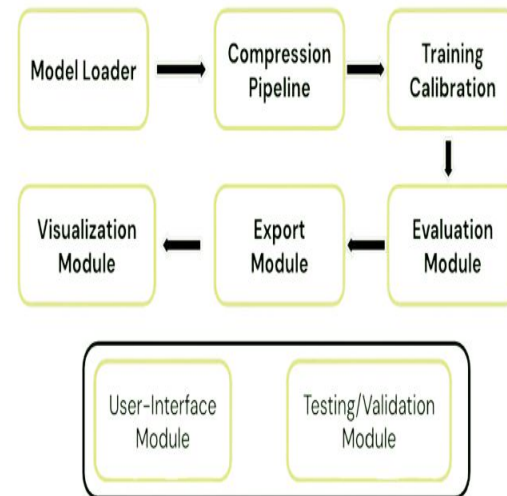 Model Loader
Compression
Pipeline
Training
Calibration
Visualization
Module
Export
Module
Evaluation
Module
User-Interface
Module
Testing/Validation
Module